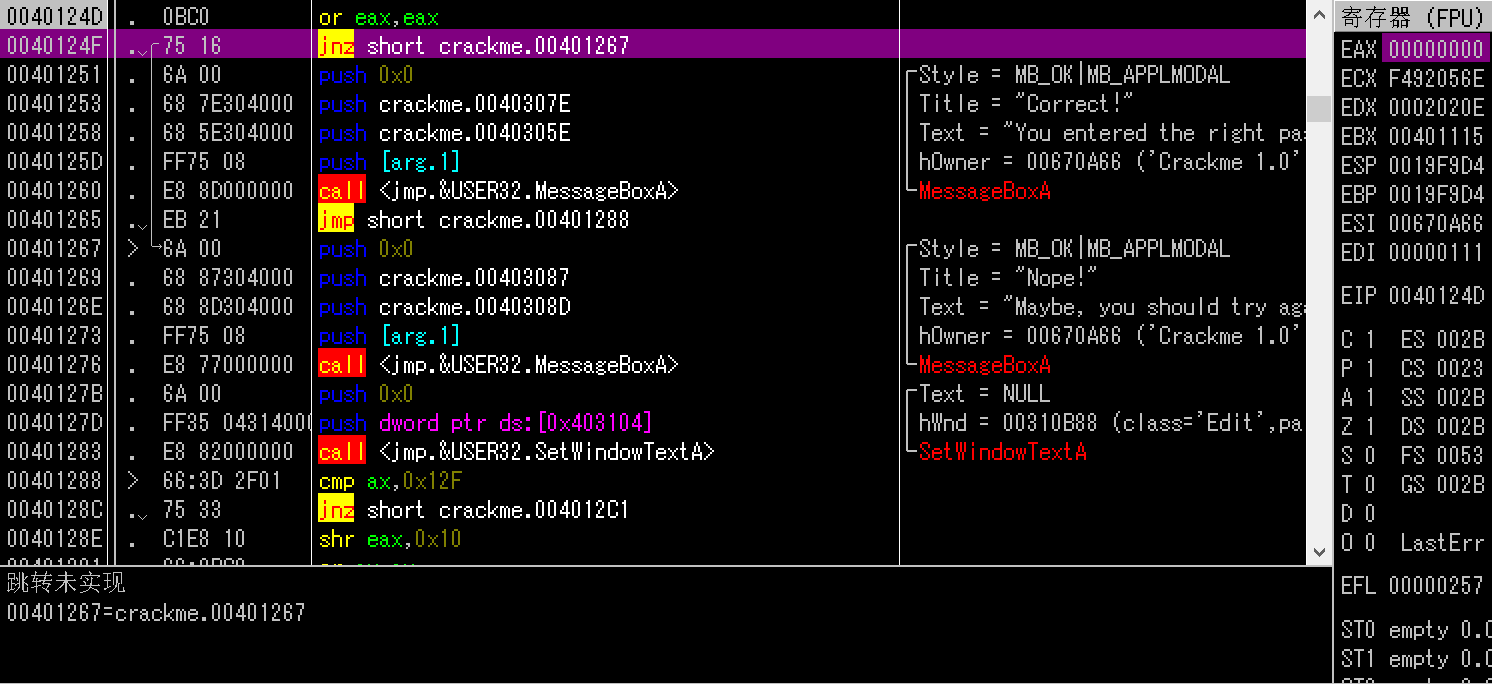 0040124D . 0BC0 or eax,eax
0040124F . 75 16 jnz short crackme.00401267
00401251 . 6A 00 push 0x0 Style = MB_OK|MB_APPLMODAL
00401253 . 68 7E304000 push crackme.0040307E Title = "Correct!"
00401258 . 68 5E304000 push crackme.0040305E Text = "You entered the right pa
0040125D . FF75 08 push [arg.1] hOwner = 00670A66 ('Crackme 1.0'
00401260 . E8 8D000000 call <jmp.&USER32.MessageBoxA> MessageBoxA
00401265 . EB 21 jmp short crackme.00401288
00401267 > 6A 00 push 0x0 Style = MB_OK|MB_APPLMODAL
00401269 . 68 87304000 push crackme.00403087 Title = "Nope!"
0040126E . 68 8D304000 push crackme.0040308D Text = "Maybe, you should try aga
00401273 . FF75 08 push [arg.1] hOwner = 00670A66 ('Crackme 1.0'
00401276 . E8 77000000 call <jmp.&USER32.MessageBoxA> MessageBoxA
0040127B . 6A 00 push 0x0 Text = NULL
0040127D . FF35 04314000 push dword ptr ds:[0x403104] hWnd = 00310B88 (class='Edit',pa
00401283 . E8 82000000 call <jmp.&USER32.SetWindowTextA> SetWindowTextA
00401288 > 66:3D 2F01 cmp ax,0x12F
0040128C . 75 33 jnz short crackme.004012C1
0040128E . C1E8 10 shr eax,0x10
跳转未实现
00401267=crackme.00401267
寄存器 (FPU)
EAX 00000000
ECX F492056E
EDX 0002020E
EBX 00401115
ESP 0019F9D4
EBP 0019F9D4
ESI 00670A66
EDI 00000111
EIP 0040124D
C 1 ES 002B
P 1 CS 0023
A 1 SS 002B
Z 1 DS 002B
S 0 FS 0053
T 0 GS 002B
D 0
O 0 LastErr
EFL 00000257
ST0 empty 0.0
ST1 empty 0.0